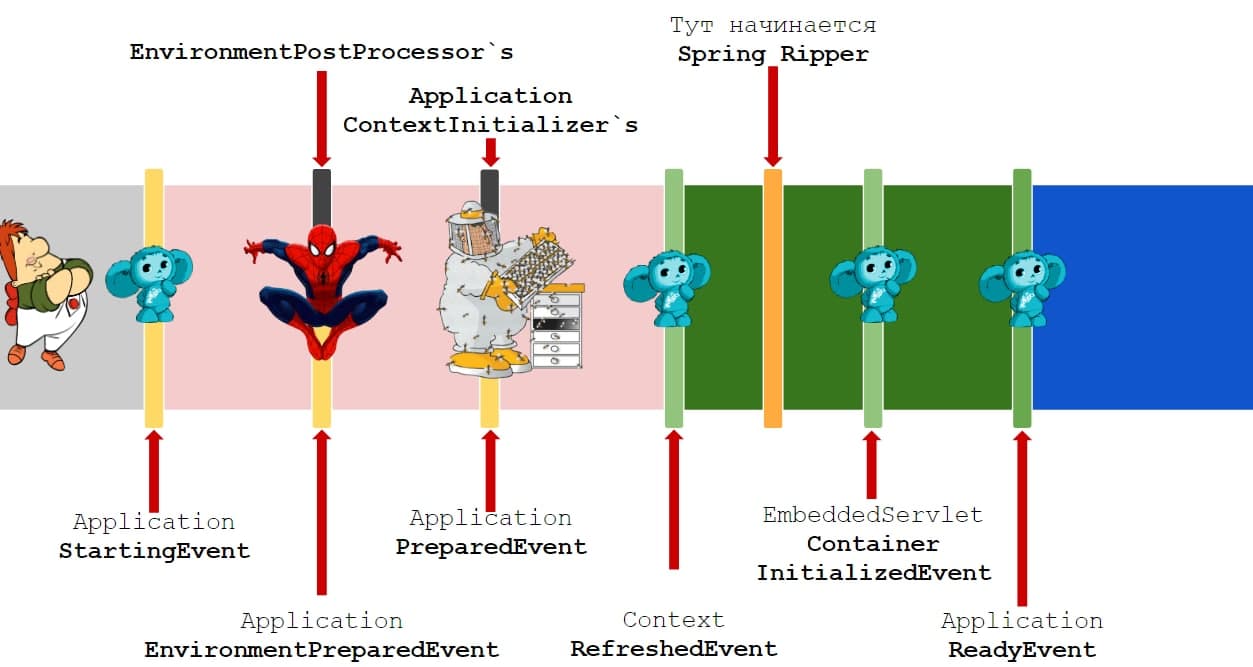 Тут начинается
Spring Ripper
EnvironmentPostProcessor`s
Application
ContextInitializer`s
Application
StartingEvent
Application
PreparedEvent
EmbeddedServlet
Container
InitializedEvent
Application
EnvironmentPreparedEvent
Context
RefreshedEvent
Application
ReadyEvent